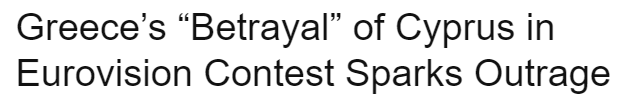 Greece’s “Betrayal” of Cyprus in
Eurovision Contest Sparks Outrage